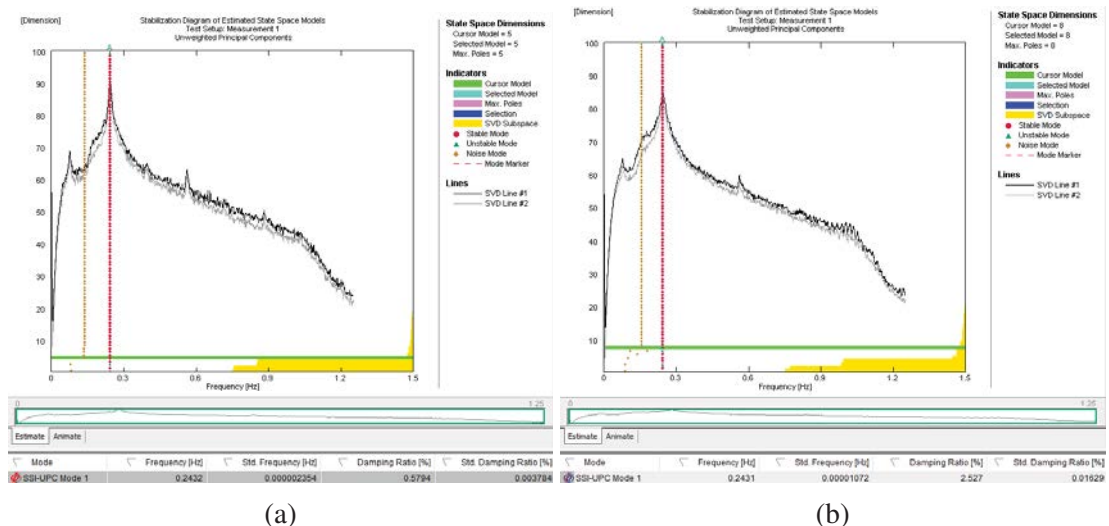 [Dimension]
Stabilization Diagram of Estimated State Space Models
Test Setup: Measurement 1
Unweighted Principal Components
100
90
80
70
60
50
40
30
20
10
0
0.3
0.6
0.9
1.2
1.5
Frequency [Hz]
State Space Dimensions
Cursor Model = 5
Selected Model = 5
Max. Poles = 5
Indicators
Cursor Model
Selected Model
Max. Poles
Selection
SVD Subspace
Stable Mode
Unstable Mode
Noise Mode
Mode Marker
Lines
SVD Line #1
SVD Line #2
0
1.25
Estimate Animate
Mode Frequency [Hz] Std. Frequency [Hz] Damping Ratio [%] Std. Damping Ratio [%]
SSI-UPC Mode 1 0.2432 0.000002354 0.5794 0.003784
(a)
[Dimension]
Stabilization Diagram of Estimated State Space Models
Test Setup: Measurement 1
Unweighted Principal Components
100
90
80
70
60
50
40
30
20
10
0
0.3
0.6
0.9
1.2
1.5
Frequency [Hz]
State Space Dimensions
Cursor Model = 8
Selected Model = 8
Max. Poles = 8
Indicators
Cursor Model
Selected Model
Max. Poles
Selection
SVD Subspace
Stable Mode
Unstable Mode
Noise Mode
Mode Marker
Lines
SVD Line #1
SVD Line #2
0
1.25
Estimate Animate
Mode Frequency [Hz] Std. Frequency [Hz] Damping Ratio [%] Std. Damping Ratio [%]
SSI-UPC Mode 1 0.2431 0.00001072 2.527 0.01629
(b)